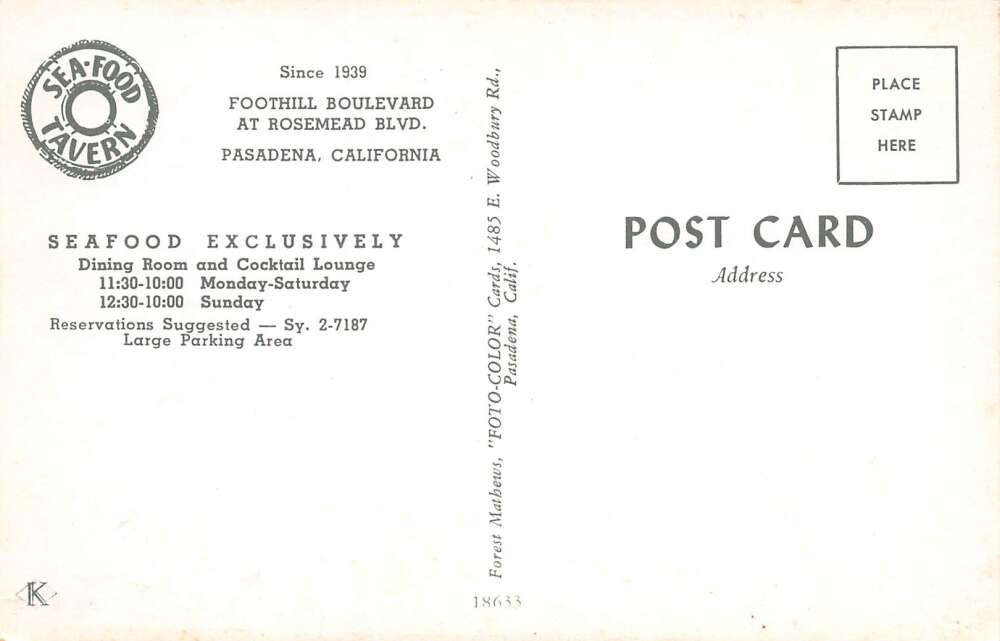 SEA-FOOD
TAVERN
Since 1939
FOOTHILL BOULEVARD
AT ROSEMEAD BLVD.
PASADENA, CALIFORNIA
SEAFOOD EXCLUSIVELY
Dining Room and Cocktail Lounge
11:30-10:00 Monday-Saturday
12:30-10:00 Sunday
Reservations Suggested — Sy. 2-7187
Large Parking Area
K
Forest Mathews, "FOTO-COLOR" Cards, 1485 E. Woodbury Rd.,
Pasadena, Calif.
18633
PLACE
STAMP
HERE
POST CARD
Address